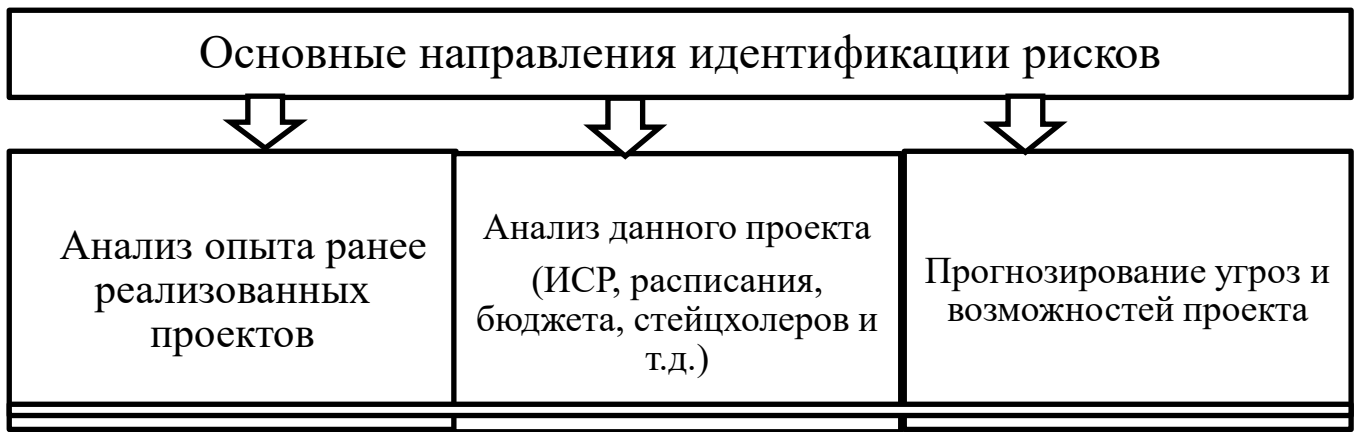 Основные направления идентификации рисков
Анализ опыта ранее
реализованных
проектов
Анализ данного проекта
(ИСР, расписания,
бюджета, стейцхолеров и
т.д.)
Прогнозирование угроз и
возможностей проекта